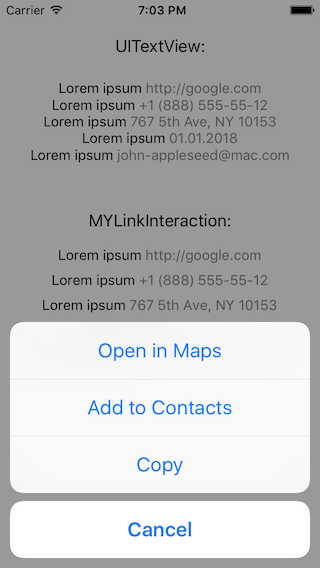 Carrier 7:03 PM
UITextView:
Lorem ipsum http://google.com
Lorem ipsum +1 (888) 555-55-12
Lorem ipsum 767 5th Ave, NY 10153
Lorem ipsum 01.01.2018
Lorem ipsum john-appleseed@mac.com
MYLinkInteraction:
Lorem ipsum http://google.com
Lorem ipsum +1 (888) 555-55-12
Lorem ipsum 767 5th Ave, NY 10153
Open in Maps
Add to Contacts
Copy
Cancel